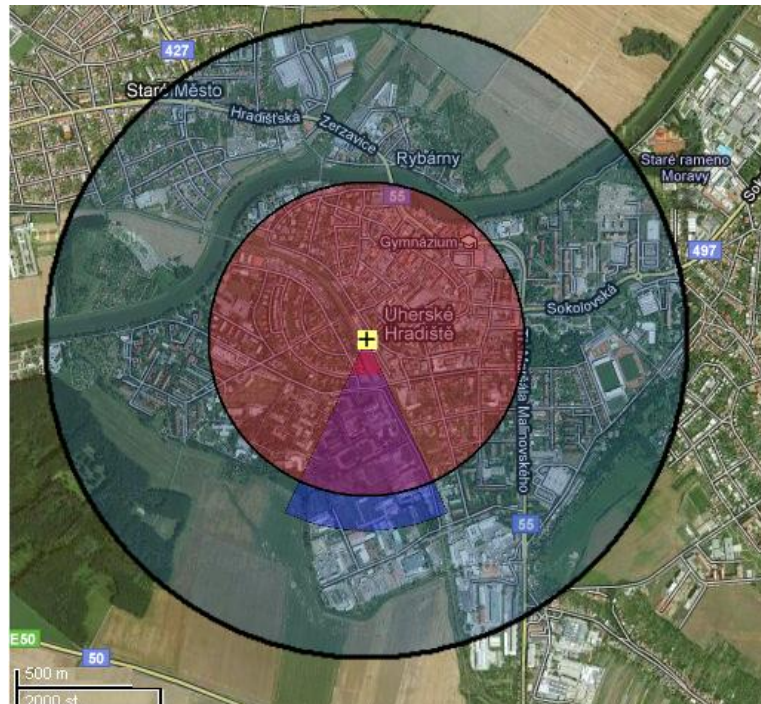 427
Staré Město
Hradišťská
Zerzavice
Rybárny
Staré rameno
Moravy
55
Gymnázium
497
Sokolovská
Uherské
Hradiště
55
E50
50
500 m
2000 st